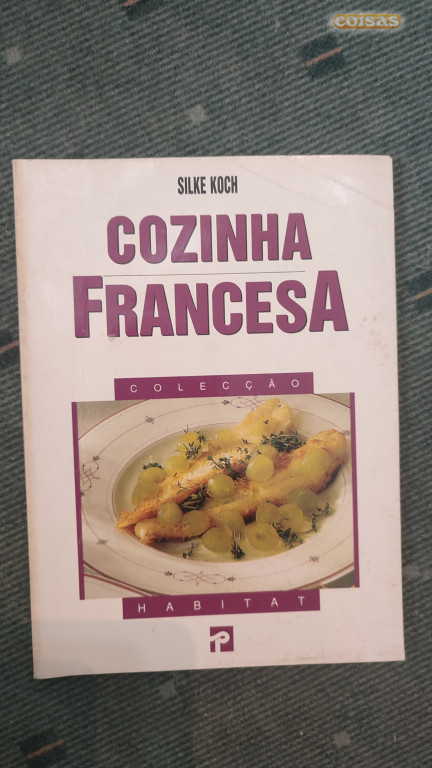 coisas
SILKE KOCH
COZINHA
FRANCESA
COLECÇÃO
HABITAT